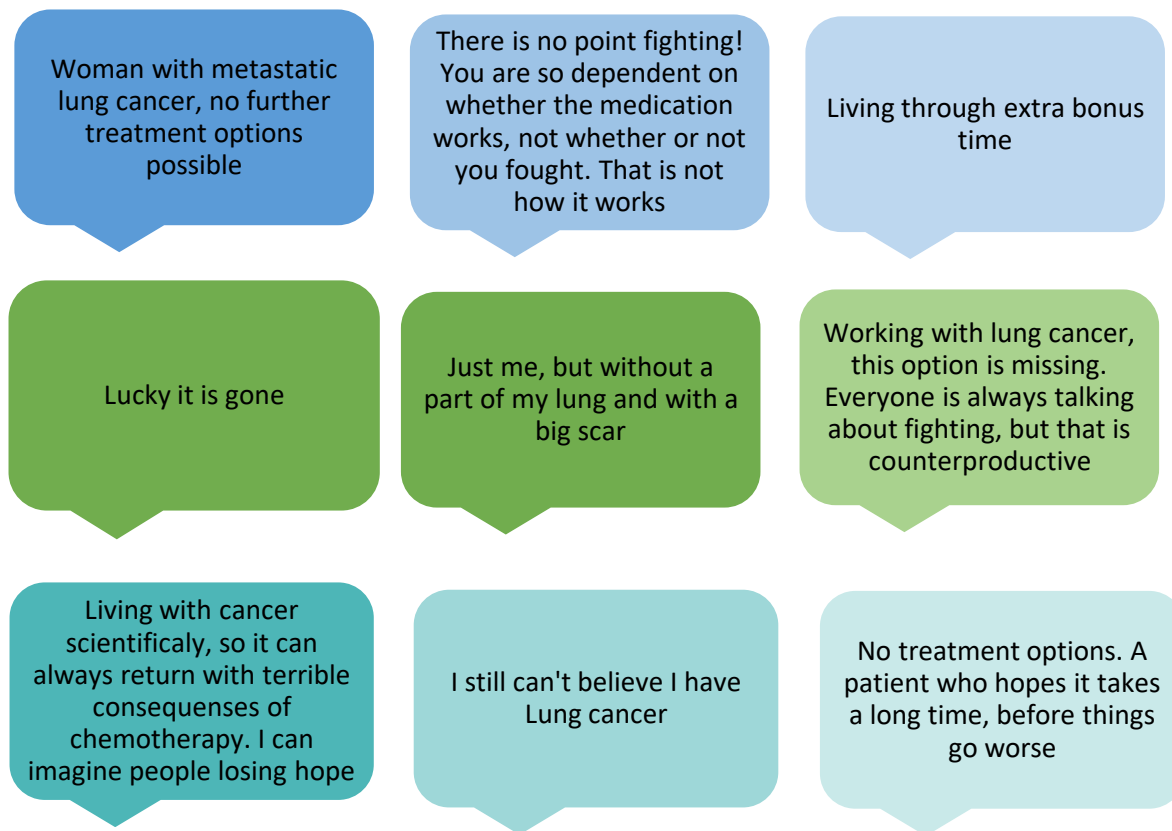 Woman with metastatic
lung cancer, no further
treatment options
possible
There is no point fighting!
You are so dependent on
whether the medication
works, not whether or not
you fought. That is not
how it works
Living through extra bonus
time
Lucky it is gone
Just me, but without a
part of my lung and with a
big scar
Working with lung cancer,
this option is missing.
Everyone is always talking
about fighting, but that is
counterproductive
Living with cancer
scientificaly, so it can
always return with terrible
consequenses of
chemotherapy. I can
imagine people losing hope
I still can't believe I have
Lung cancer
No treatment options. A
patient who hopes it takes
a long time, before things
go worse